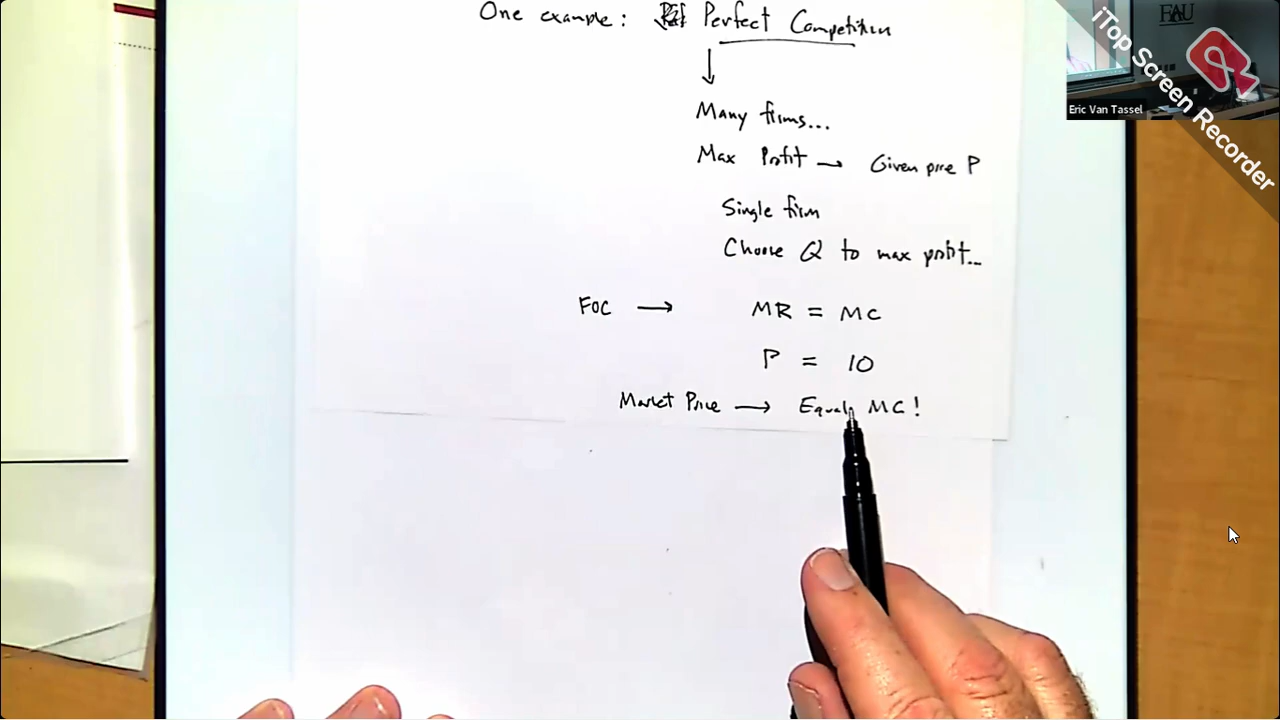 One example: Perfect Competition
Many firms...
Max Profit → Given price P
Single firm
Choose Q to max profit...
FOC → MR = MC
P = 10
Market Price → Equals MC!
FAU
Eric Van Tassel
iTop Screen Recorder